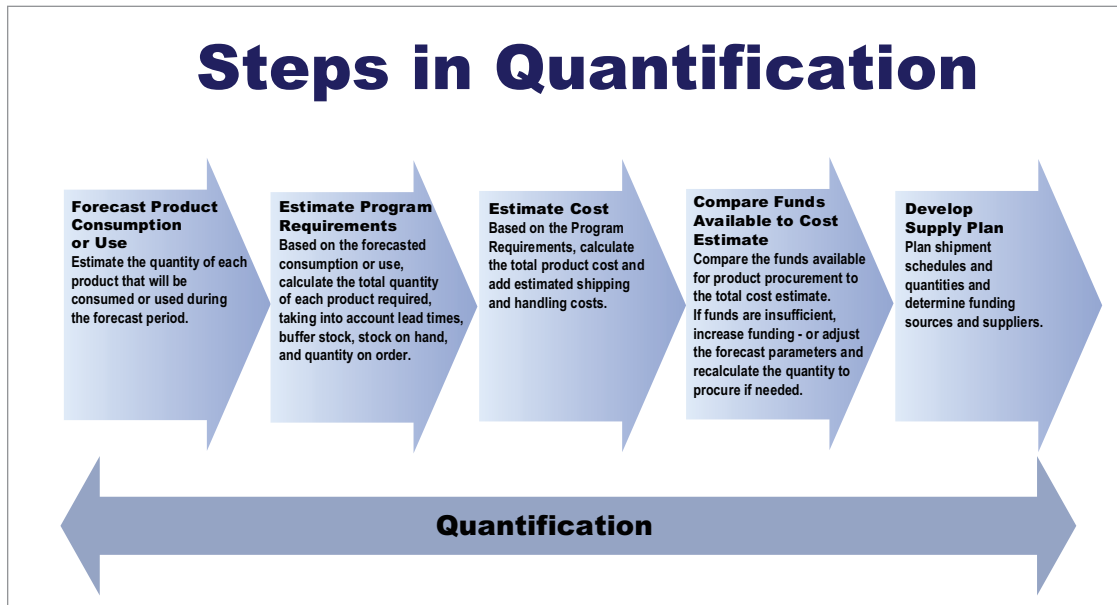 Steps in Quantification
Forecast Product
Consumption
or Use
Estimate the quantity of each
product that will be
consumed or used during
the forecast period.
Estimate Program
Requirements
Based on the forecasted
consumption or use,
calculate the total quantity
of each product required,
taking into account lead times,
buffer stock, stock on hand,
and quantity on order.
Estimate Cost
Based on the Program
Requirements, calculate
the total product cost and
add estimated shipping
and handling costs.
Compare Funds
Available to Cost
Estimate
Compare the funds available
for product procurement to
the total cost estimate.
If funds are insufficient,
increase funding - or adjust
the forecast parameters and
recalculate the quantity to
procure if needed.
Develop
Supply Plan
Plan shipment
schedules and
quantities and
determine funding
sources and suppliers.
Quantification